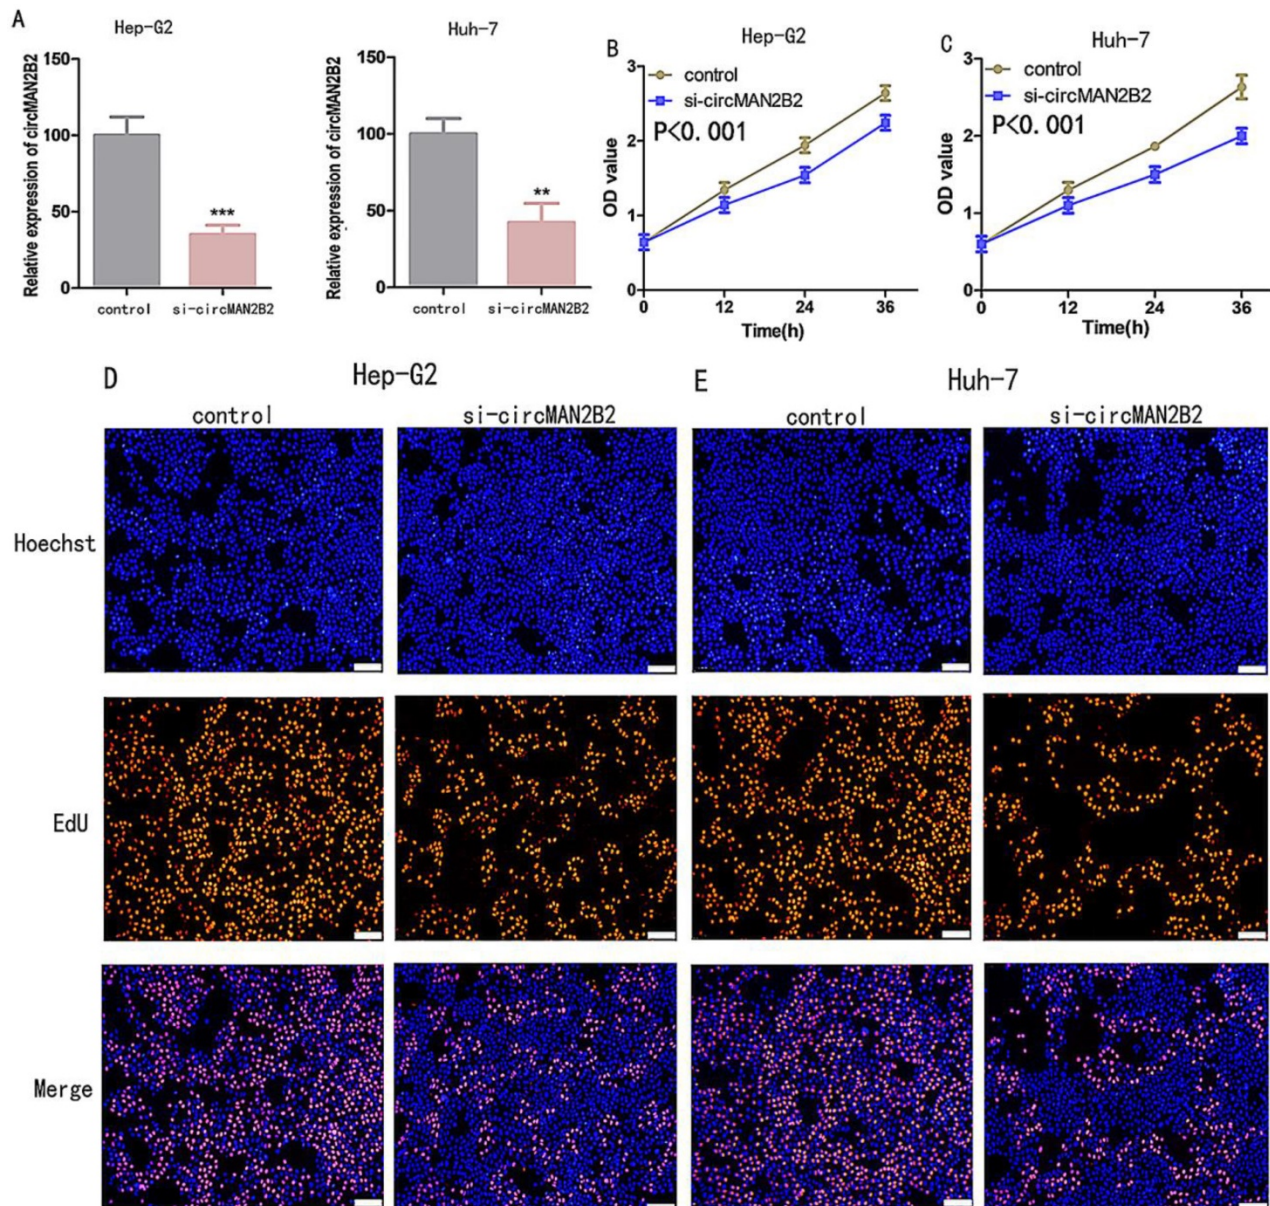 A
Hep-G2
Relative expression of circMAN2B2
150
100
50
0
***
control
si-circMAN2B2
Huh-7
Relative expression of circMAN2B2
150
100
50
0
**
control
si-circMAN2B2
B
Hep-G2
control
si-circMAN2B2
P<0.001
OD value
3
2
1
0
0
12
24
36
Time(h)
C
Huh-7
control
si-circMAN2B2
P<0.001
OD value
3
2
1
0
0
12
24
36
Time(h)
D
Hep-G2
control
si-circMAN2B2
E
Huh-7
control
si-circMAN2B2
Hoechst
EdU
Merge